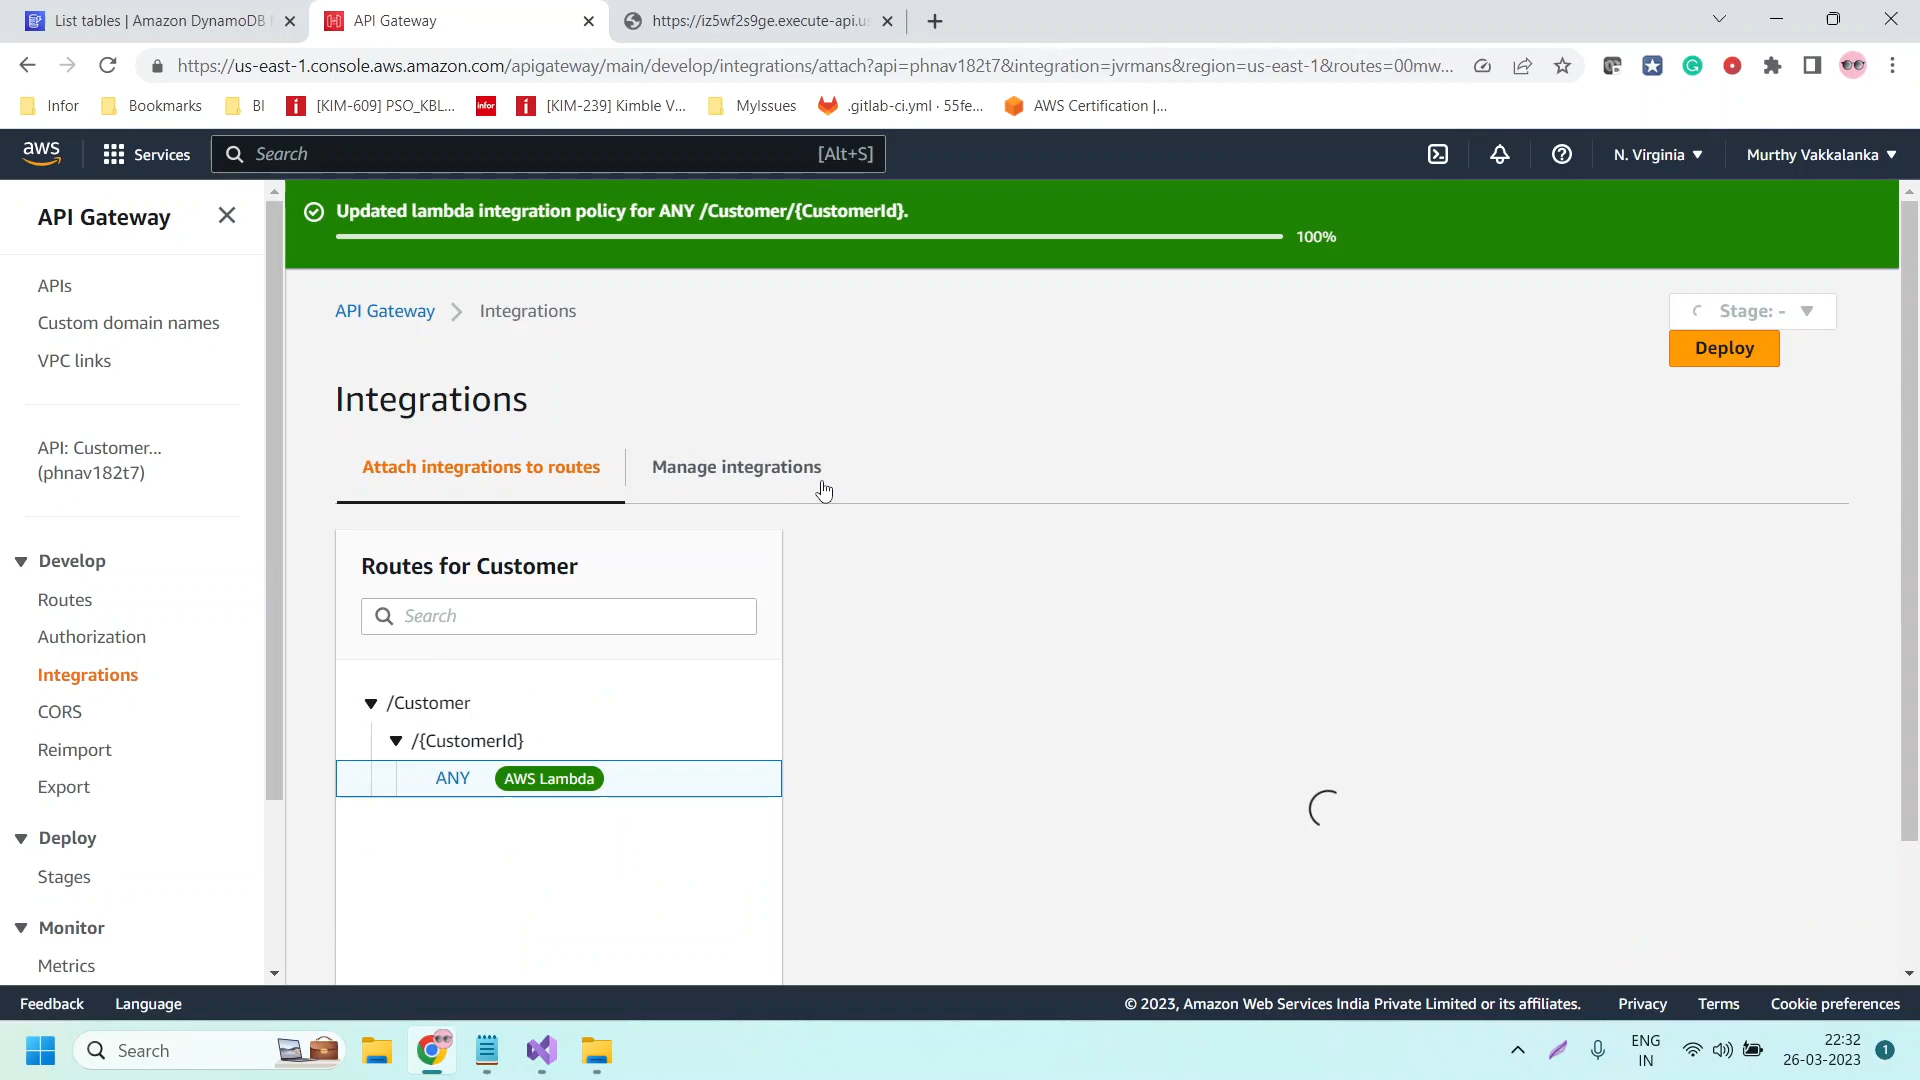 List tables | Amazon DynamoDB
API Gateway
https://iz5wf2s9ge.execute-api.us
https://us-east-1.console.aws.amazon.com/apigateway/main/develop/integrations/attach?api=phnav182t7&integration=jvrmans&region=us-east-1&routes=00mw...
Infor
Bookmarks
BI
[KIM-609] PSO_KBL...
infor
[KIM-239] Kimble V...
MyIssues
.gitlab-ci.yml · 55fe...
AWS Certification |...
aws
Services
Search
[Alt+S]
N. Virginia
Murthy Vakkalanka
API Gateway
APIs
Custom domain names
VPC links
API: Customer...
(phnav182t7)
Develop
Routes
Authorization
Integrations
CORS
Reimport
Export
Deploy
Stages
Monitor
Metrics
Updated lambda integration policy for ANY /Customer/{CustomerId}.
100%
API Gateway
Integrations
Stage: -
Deploy
Integrations
Attach integrations to routes
Manage integrations
Routes for Customer
Search
/Customer
/{CustomerId}
ANY
AWS Lambda
Feedback
Language
© 2023, Amazon Web Services India Private Limited or its affiliates.
Privacy
Terms
Cookie preferences
Search
ENG
IN
22:32
26-03-2023
1